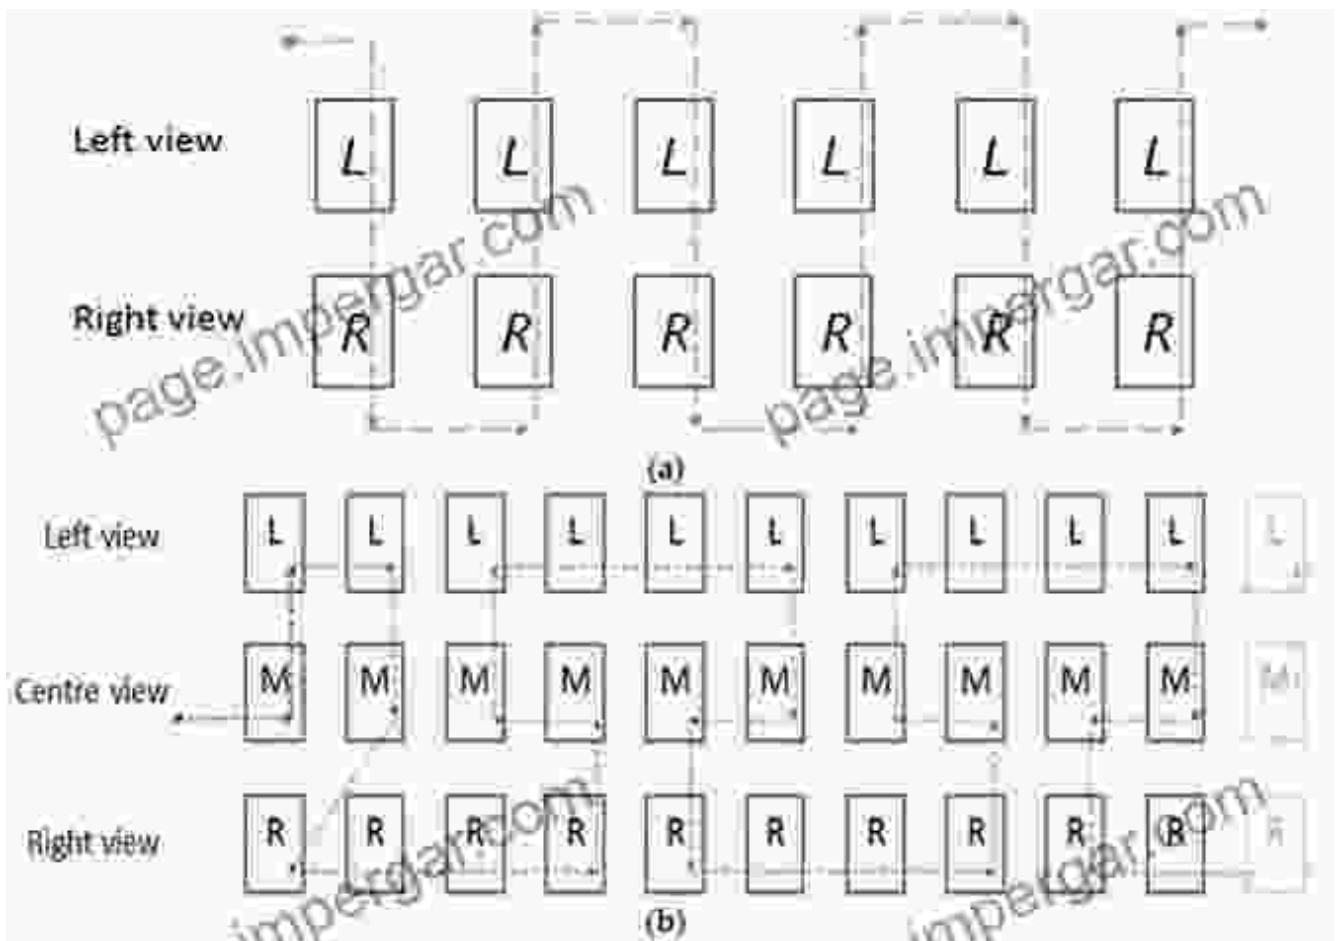 Left view L L L L L L
Right view R R R R R R
(a)
Left view L L L L L L L L L L L
Centre view M M M M M M M M M M M
Right view R R R R R R R R R R R
(b)
page.impergar.com
page.impergar.com
impergar.com
impergar.com